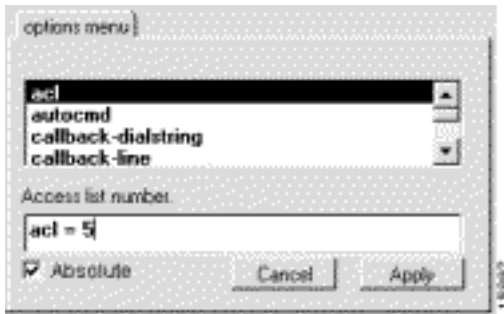 options menu
acl
autocmd
callback-dialstring
callback-line
Access list number.
acl = 5
Absolute
Cancel
Apply